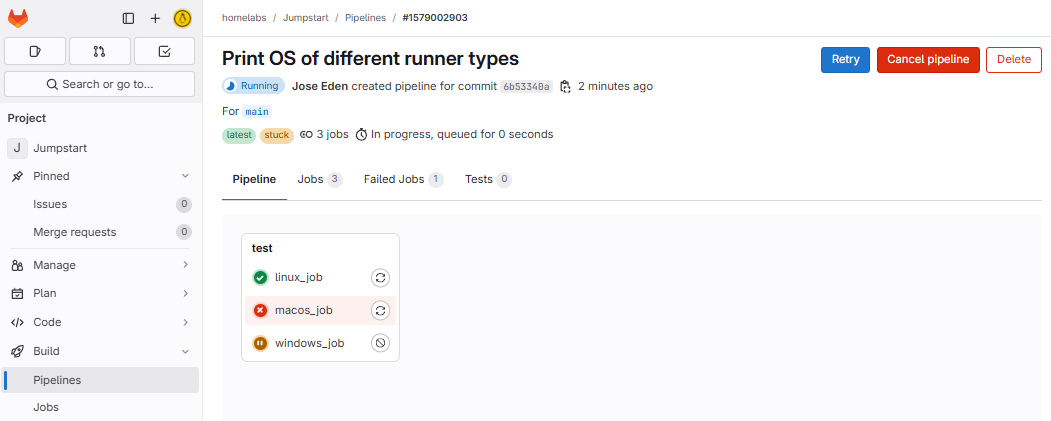 homelabs / Jumpstart / Pipelines / #1579002903
Search or go to...
Project
J Jumpstart
Pinned
Issues 0
Merge requests 0
Manage
Plan
Code
Build
Pipelines
Jobs
Print OS of different runner types
Retry
Cancel pipeline
Delete
Running Jose Eden created pipeline for commit 6b53340a 2 minutes ago
For main
latest stuck 3 jobs In progress, queued for 0 seconds
Pipeline Jobs 3 Failed Jobs 1 Tests 0
test
linux_job
macos_job
windows_job